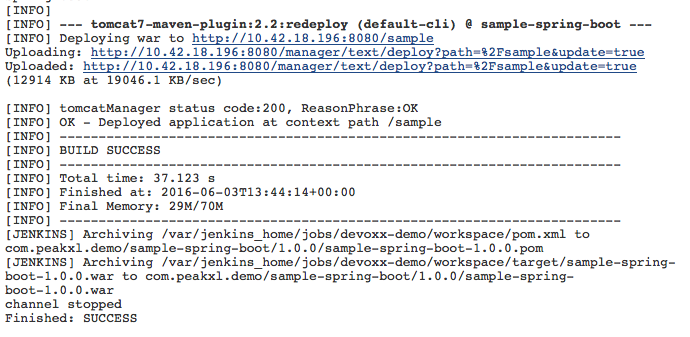 [INFO]
[INFO] --- tomcat7-maven-plugin:2.2:redeploy (default-cli) @ sample-spring-boot ---
[INFO] Deploying war to http://10.42.18.196:8080/sample
Uploading: http://10.42.18.196:8080/manager/text/deploy?path=%2Fsample&update=true
Uploaded: http://10.42.18.196:8080/manager/text/deploy?path=%2Fsample&update=true
(12914 KB at 19046.1 KB/sec)
[INFO] tomcatManager status code:200, ReasonPhrase:OK
[INFO] OK - Deployed application at context path /sample
[INFO] ------------------------------------------------------------------------
[INFO] BUILD SUCCESS
[INFO] ------------------------------------------------------------------------
[INFO] Total time: 37.123 s
[INFO] Finished at: 2016-06-03T13:44:14+00:00
[INFO] Final Memory: 29M/70M
[INFO] ------------------------------------------------------------------------
[JENKINS] Archiving /var/jenkins_home/jobs/devoxx-demo/workspace/pom.xml to
com.peakxl.demo/sample-spring-boot/1.0.0/sample-spring-boot-1.0.0.pom
[JENKINS] Archiving /var/jenkins_home/jobs/devoxx-demo/workspace/target/sample-spring-
boot-1.0.0.war to com.peakxl.demo/sample-spring-boot/1.0.0/sample-spring-
boot-1.0.0.war
channel stopped
Finished: SUCCESS